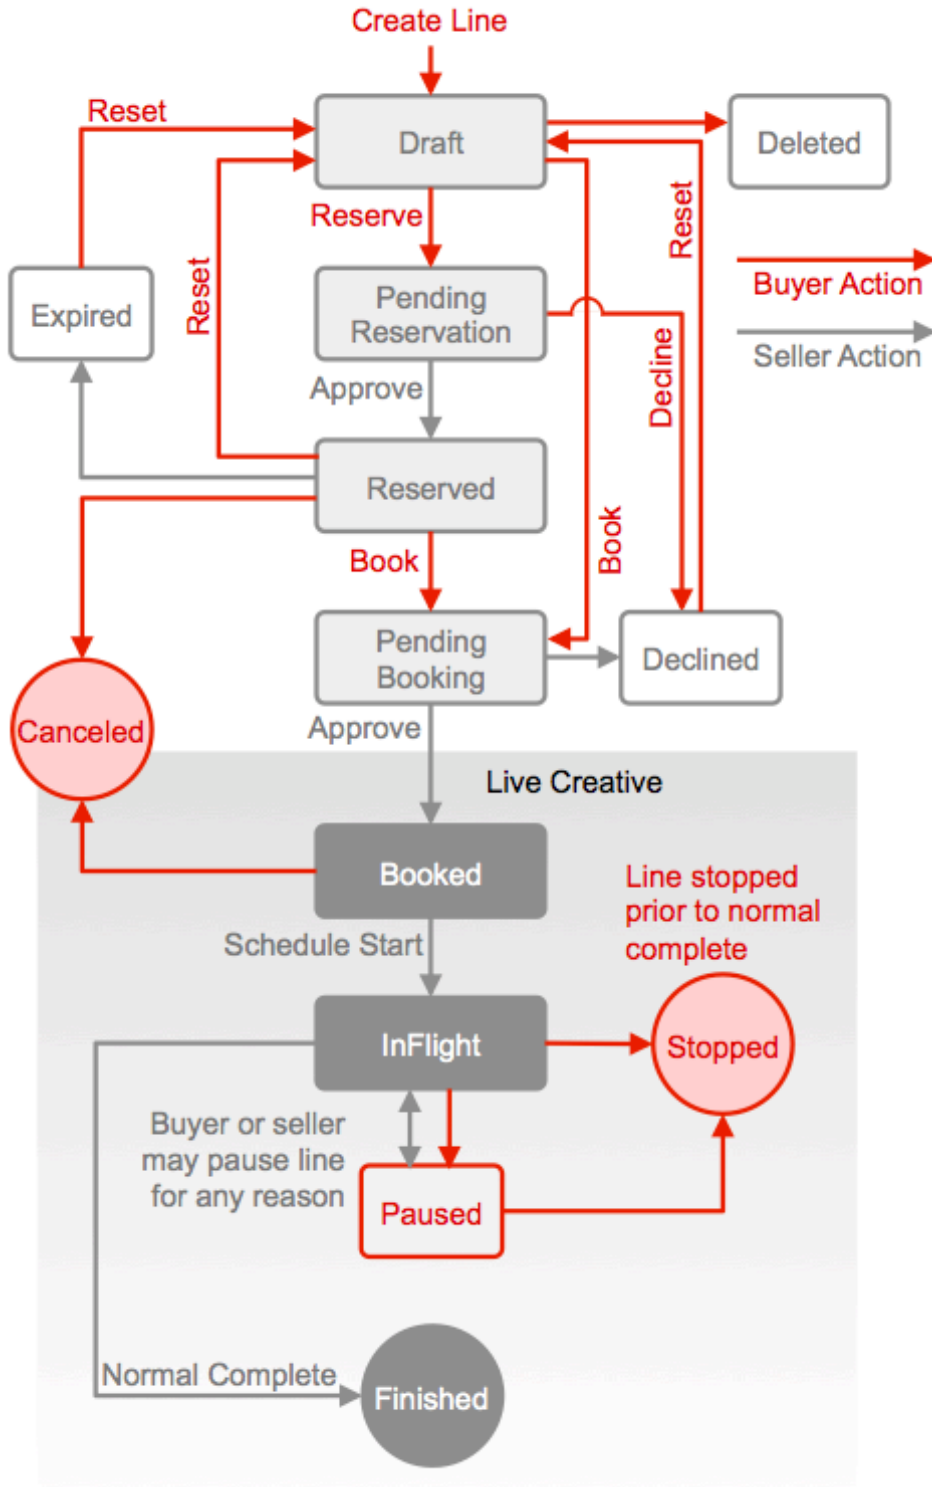 Create Line
Reset
Draft
Deleted
Reserve
Reset
Reset
Buyer Action
Expired
Pending
Reservation
Seller Action
Approve
Decline
Reserved
Book
Book
Pending
Booking
Declined
Approve
Canceled
Live Creative
Booked
Line stopped
prior to normal
complete
Schedule Start
InFlight
Stopped
Buyer or seller
may pause line
for any reason
Paused
Normal Complete
Finished